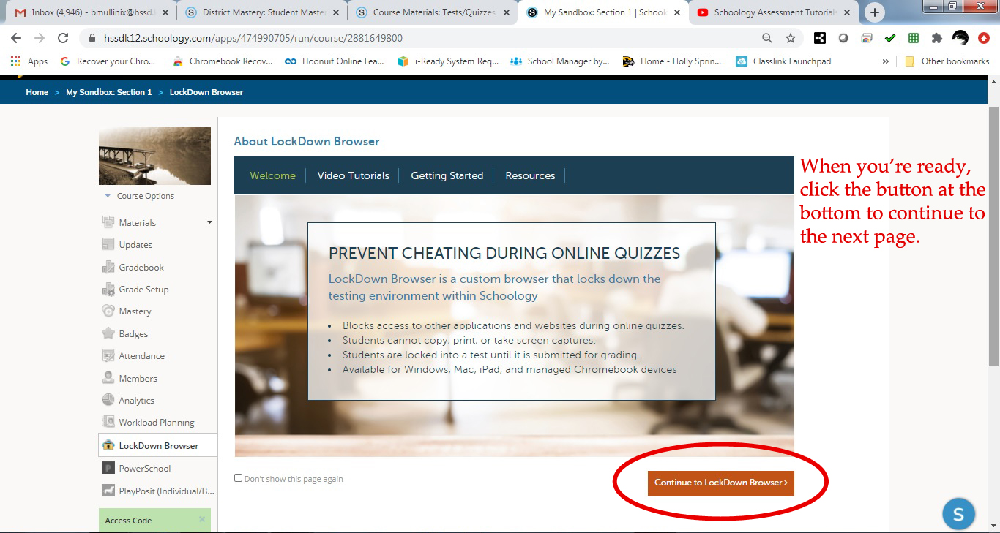 Inbox (4,946) - bmullinix@hssd.
District Mastery: Student Master
Course Materials: Tests/Quizzes
My Sandbox: Section 1 | School
Schoology Assessment Tutorials
hssdk12.schoology.com/apps/474990705/run/course/2881649800
Apps
Recover your Chro...
Chromebook Recov...
Hoonuit Online Lea...
i-Ready System Req...
School Manager by...
Home - Holly Sprin...
Classlink Launchpad
»
Other bookmarks
Home > My Sandbox: Section 1 > LockDown Browser
Course Options
Materials
Updates
Gradebook
Grade Setup
Mastery
Badges
Attendance
Members
Analytics
Workload Planning
LockDown Browser
PowerSchool
PlayPosit (Individual/B...
Access Code
About LockDown Browser
Welcome
Video Tutorials
Getting Started
Resources
PREVENT CHEATING DURING ONLINE QUIZZES
LockDown Browser is a custom browser that locks down the
testing environment within Schoology
• Blocks access to other applications and websites during online quizzes.
• Students cannot copy, print, or take screen captures.
• Students are locked into a test until it is submitted for grading.
• Available for Windows, Mac, iPad, and managed Chromebook devices
Don't show this page again
Continue to LockDown Browser ›
When you're ready,
click the button at the
bottom to continue to
the next page.
S